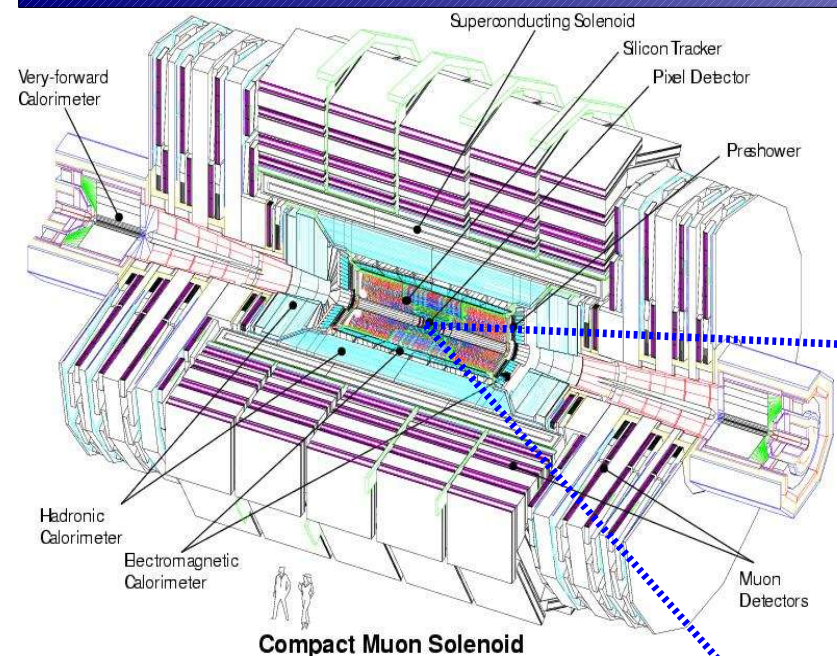 Superconducting Solenoid
Silicon Tracker
Pixel Detector
Very-forward
Calorimeter
Preshower
Hadronic
Calorimeter
Electromagnetic
Calorimeter
Muon
Detectors
Compact Muon Solenoid